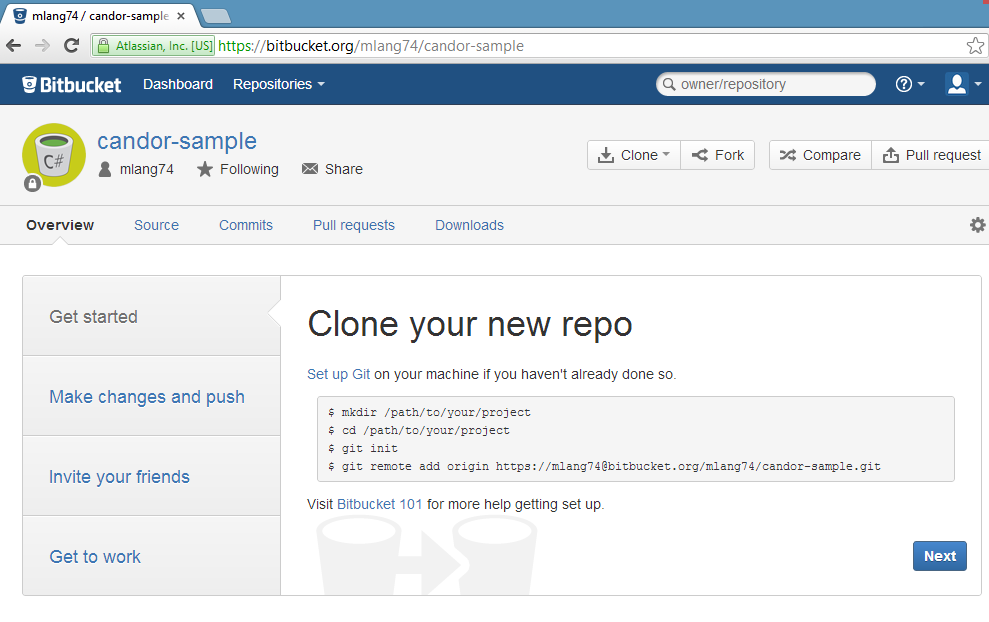 mlang74 / candor-sample
Atlassian, Inc. [US] https://bitbucket.org/mlang74/candor-sample
Bitbucket Dashboard Repositories owner/repository ?
C#
candor-sample
mlang74 Following Share
Clone Fork Compare Pull request
Overview Source Commits Pull requests Downloads
Get started
Make changes and push
Invite your friends
Get to work
Clone your new repo
Set up Git on your machine if you haven't already done so.
$ mkdir /path/to/your/project
$ cd /path/to/your/project
$ git init
$ git remote add origin https://mlang74@bitbucket.org/mlang74/candor-sample.git
Visit Bitbucket 101 for more help getting set up.
Next